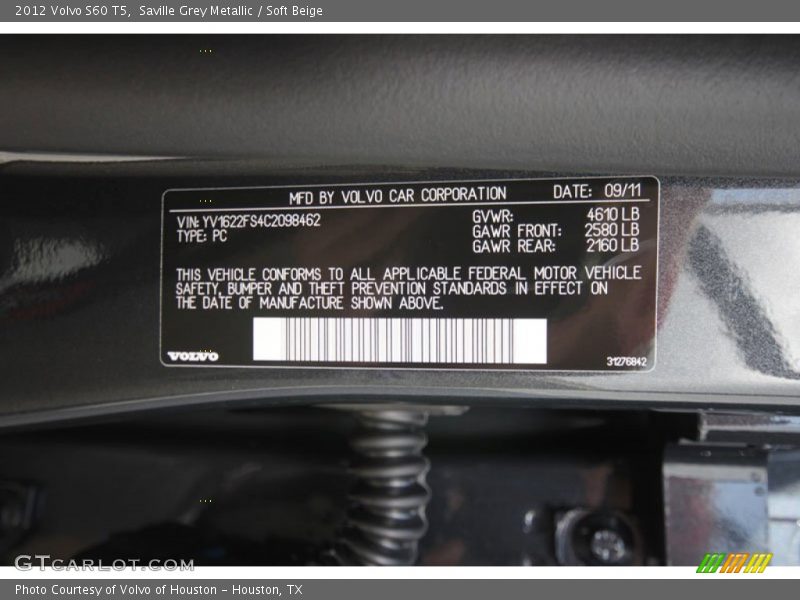 2012 Volvo S60 T5,  Saville Grey Metallic / Soft Beige
MFD BY VOLVO CAR CORPORATION DATE: 09/11
VIN: YV1622FS4C2098462 GVWR: 4610 LB
TYPE: PC GAWR FRONT: 2580 LB
GAWR REAR: 2160 LB
THIS VEHICLE CONFORMS TO ALL APPLICABLE FEDERAL MOTOR VEHICLE
SAFETY, BUMPER AND THEFT PREVENTION STANDARDS IN EFFECT ON
THE DATE OF MANUFACTURE SHOWN ABOVE.
VOLVO 31276842
GTCARLOT.COM
Photo Courtesy of Volvo of Houston - Houston, TX